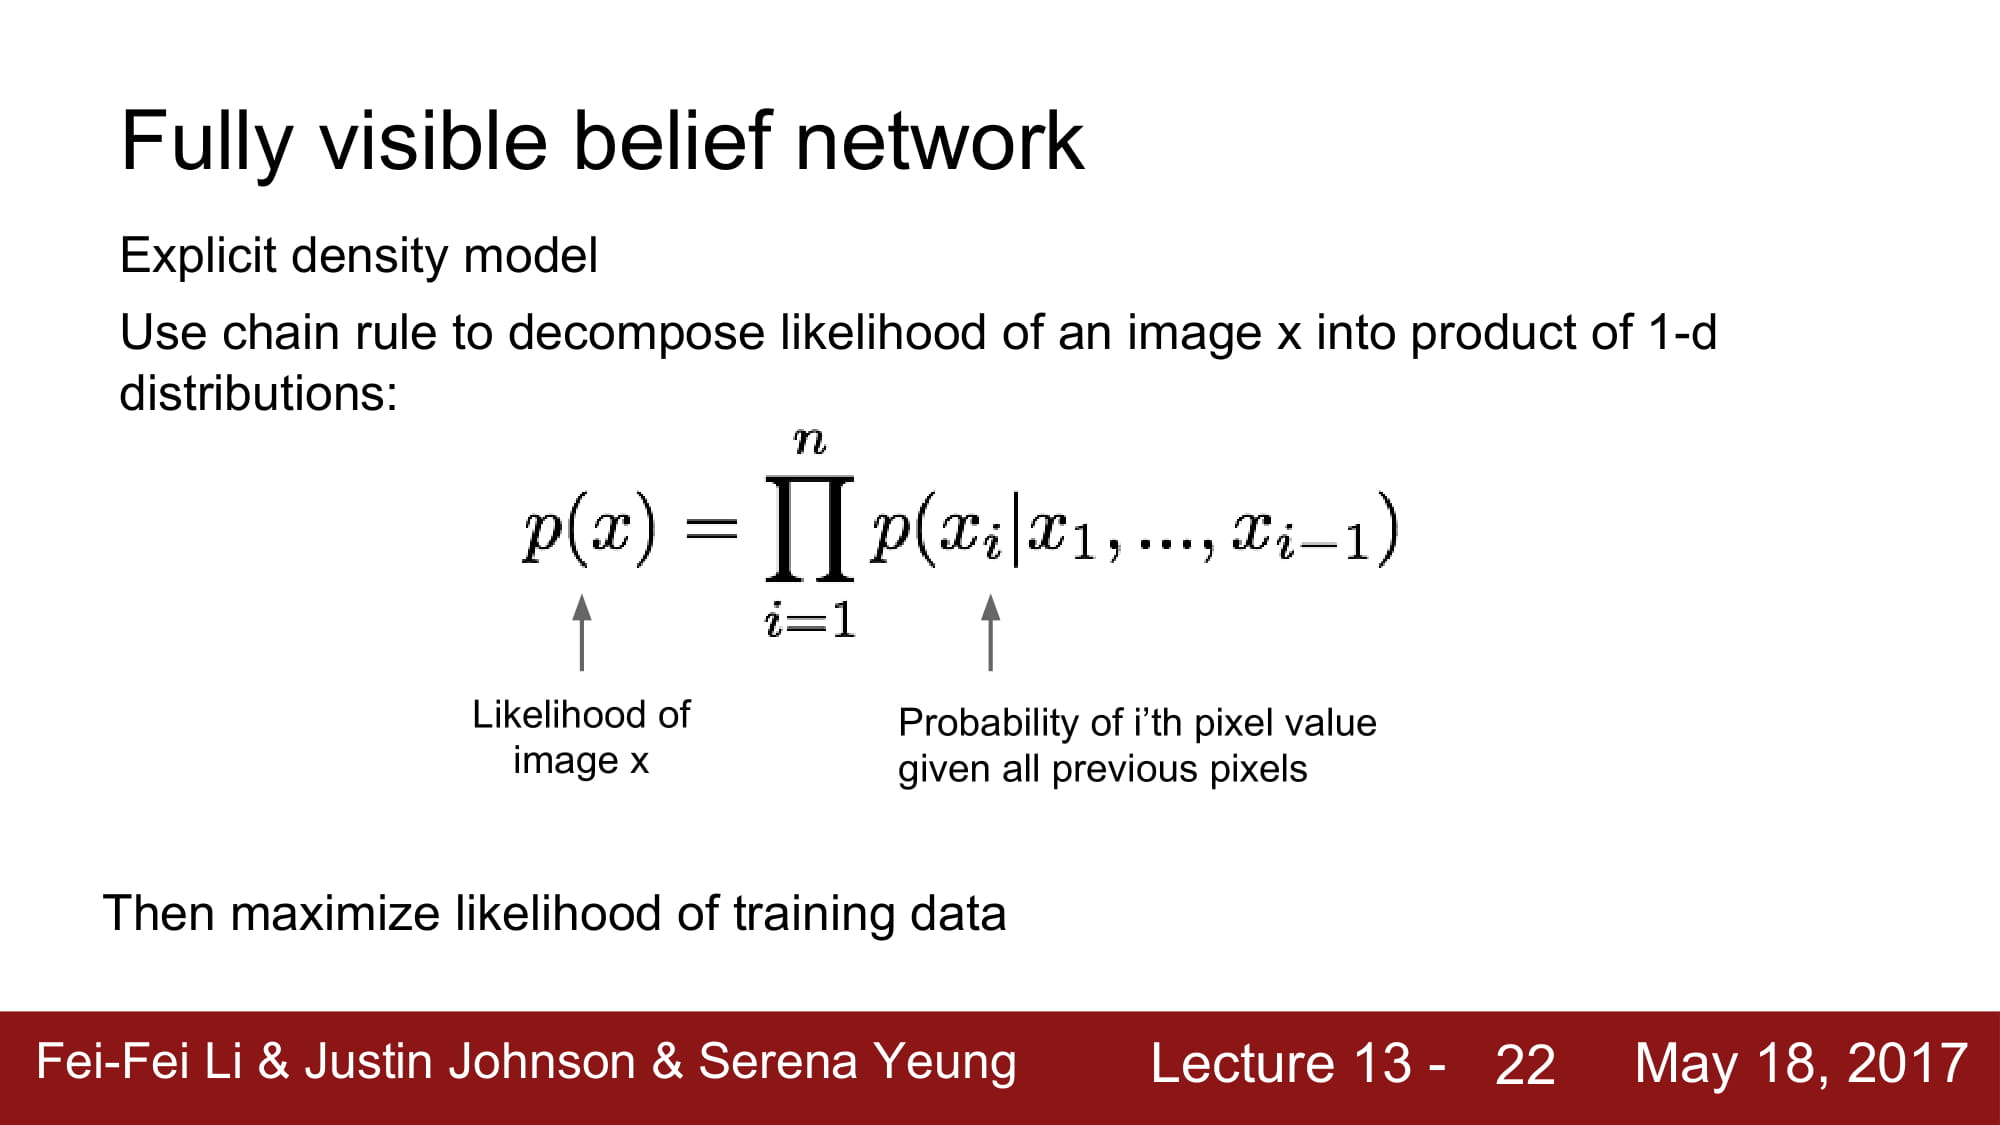 Fully visible belief network
Explicit density model
Use chain rule to decompose likelihood of an image x into product of 1-d
distributions:
p(x) = \prod_{i=1}^{n} p(x_i|x_1, ..., x_{i-1})
Likelihood of
image x
Probability of i’th pixel value
given all previous pixels
Then maximize likelihood of training data
Fei-Fei Li & Justin Johnson & Serena Yeung Lecture 13 - 22 May 18, 2017